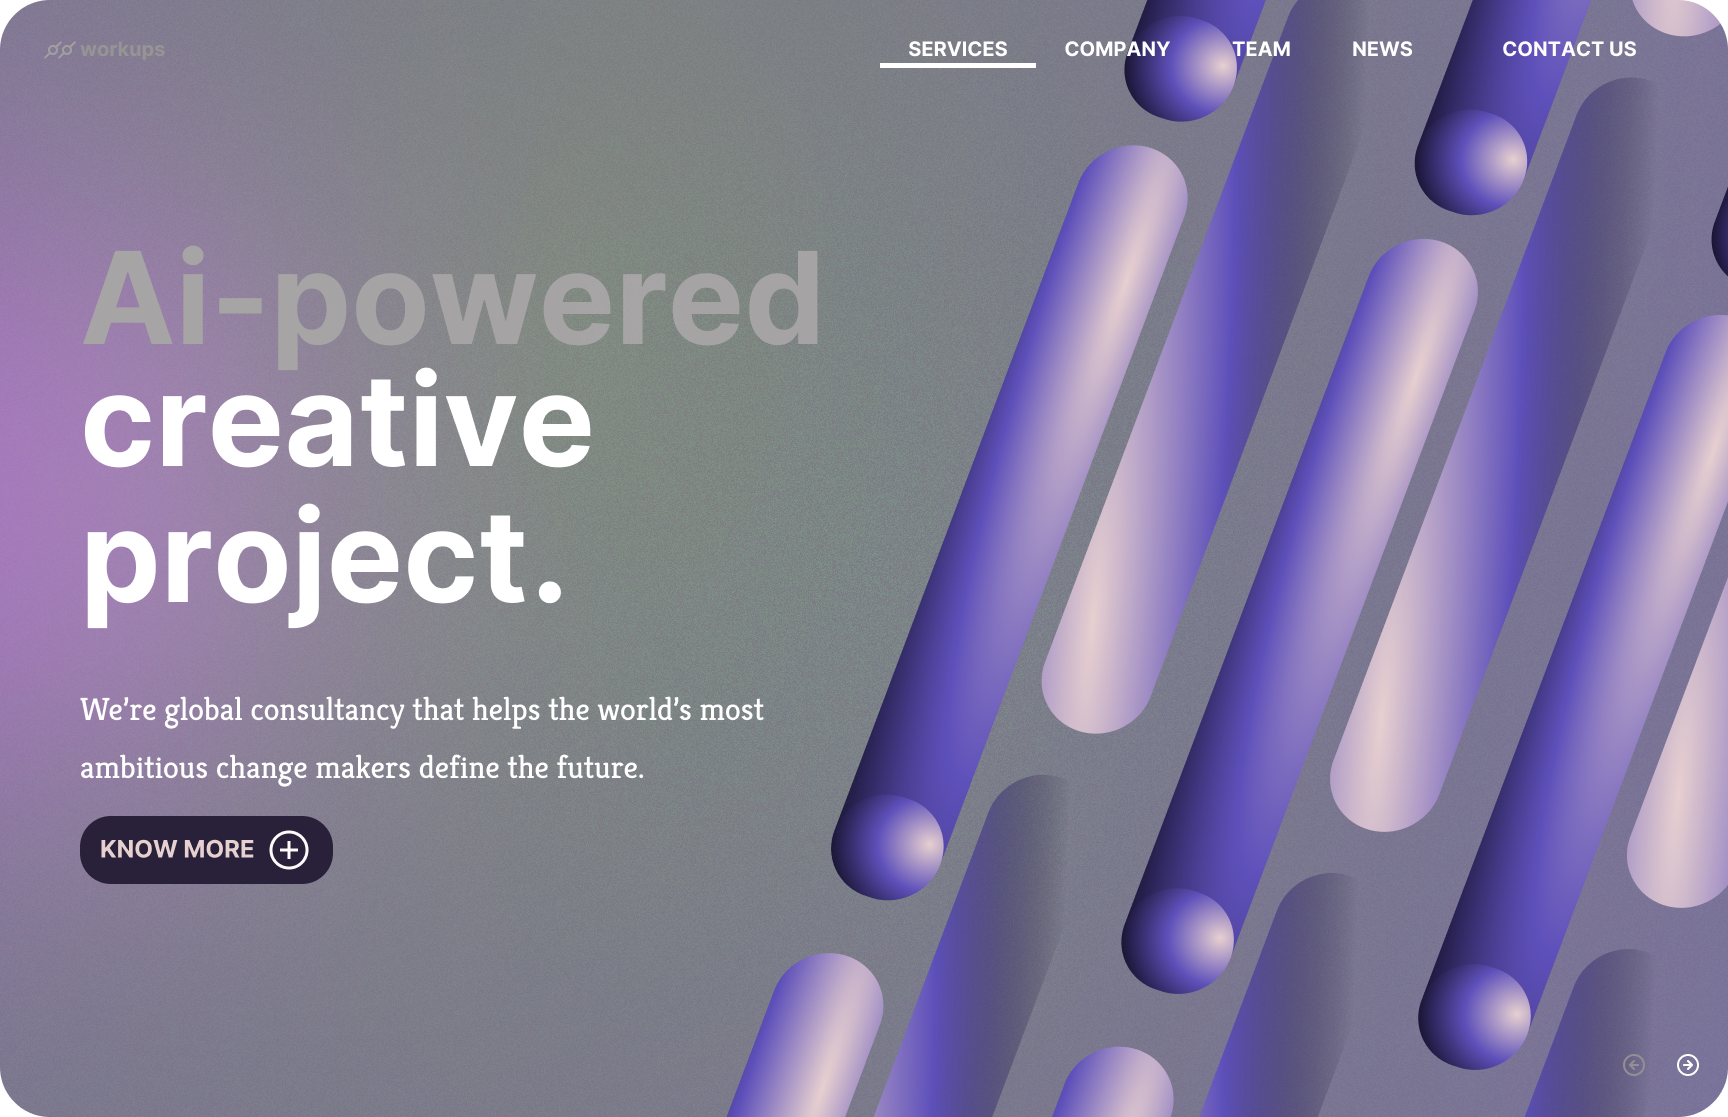 workups
SERVICES COMPANY TEAM NEWS CONTACT US
Ai-powered
creative
project.
We’re global consultancy that helps the world’s most
ambitious change makers define the future.
KNOW MORE